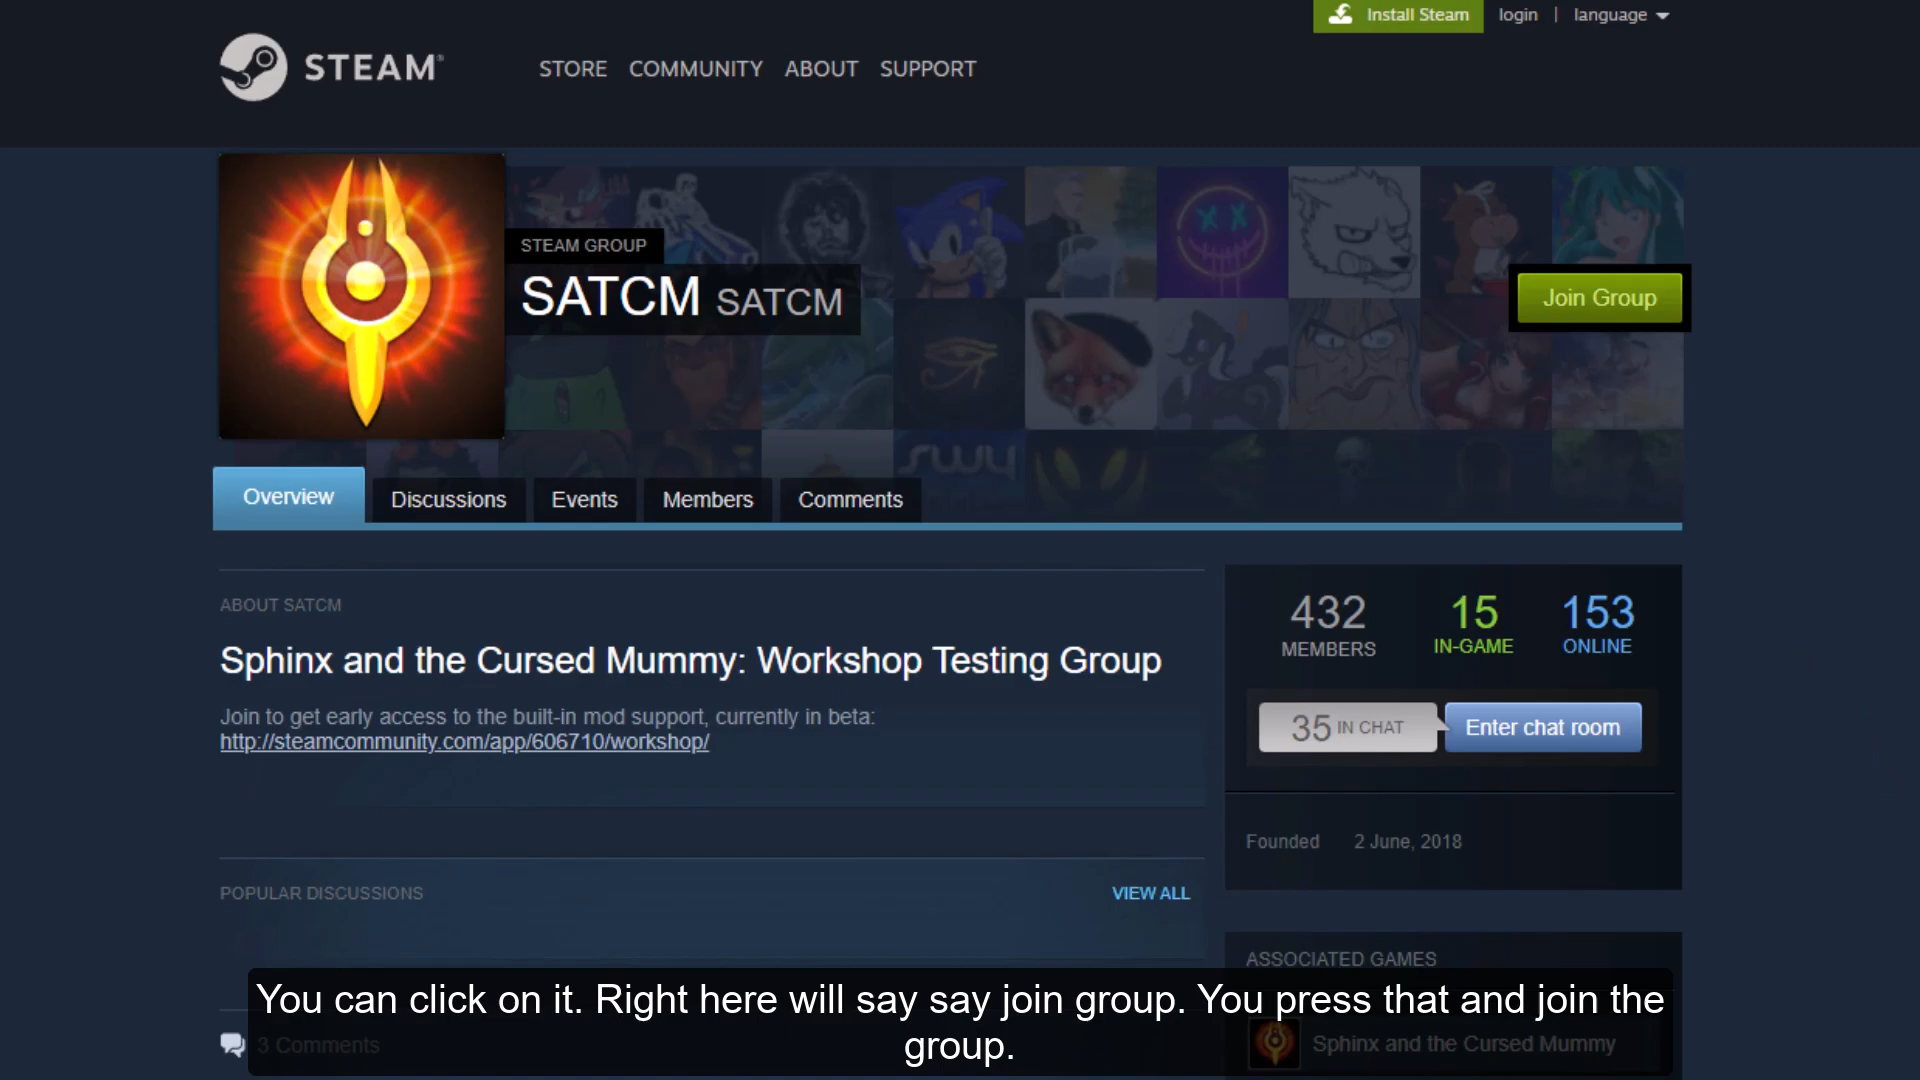 Install Steam login | language
STEAM®
STORE COMMUNITY ABOUT SUPPORT
STEAM GROUP
SATCM SATCM
Join Group
swy
Overview Discussions Events Members Comments
ABOUT SATCM
Sphinx and the Cursed Mummy: Workshop Testing Group
Join to get early access to the built-in mod support, currently in beta:
http://steamcommunity.com/app/606710/workshop/
432 15 153
MEMBERS IN-GAME ONLINE
35 IN CHAT Enter chat room
Founded 2 June, 2018
POPULAR DISCUSSIONS VIEW ALL
ASSOCIATED GAMES
Sphinx and the Cursed Mummy
3 Comments
You can click on it. Right here will say say join group. You press that and join the
group.